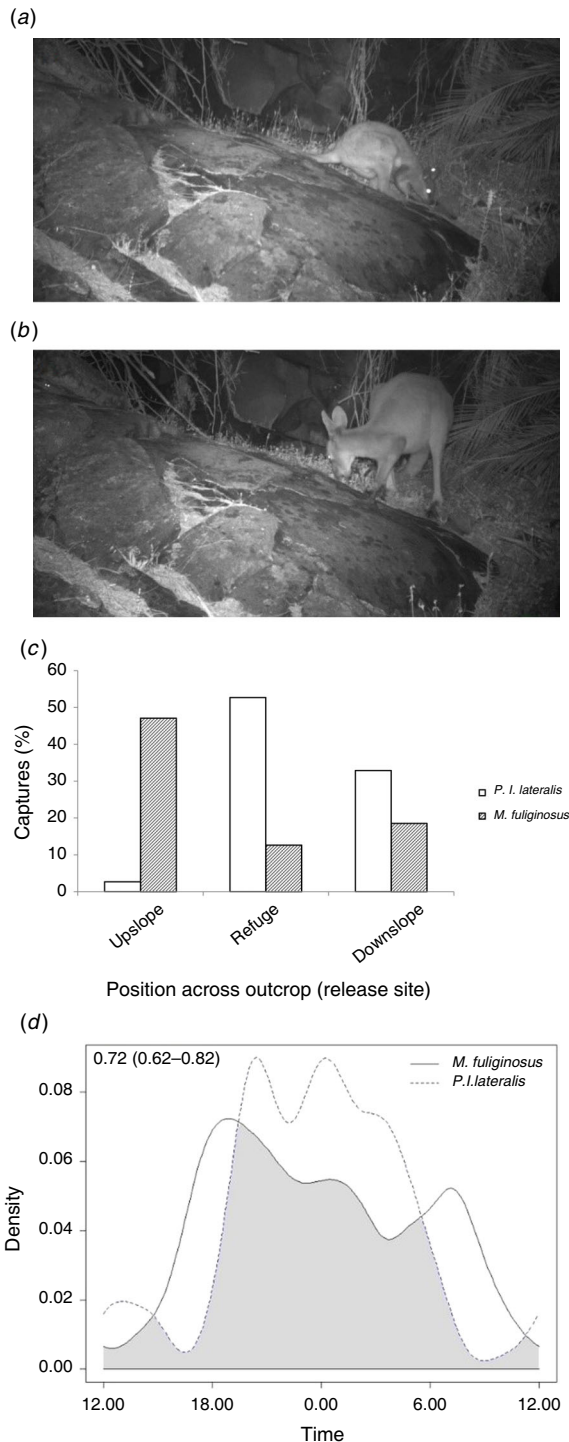 (a)
(b)
(c)
60
50
40
30
20
10
0
Captures (%)
Upslope
Refuge
Downslope
P. l. lateralis
M. fuliginosus
Position across outcrop (release site)
(d)
0.72 (0.62–0.82)
M. fuliginosus
P.l.lateralis
0.08
0.06
0.04
0.02
0.00
Density
12.00 18.00 0.00 6.00 12.00
Time